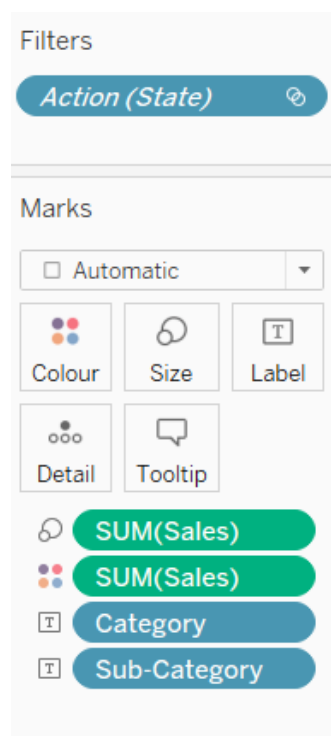 Filters
Action (State)
Marks
Automatic
Colour Size Label
T
Detail Tooltip
SUM(Sales)
SUM(Sales)
T Category
T Sub-Category